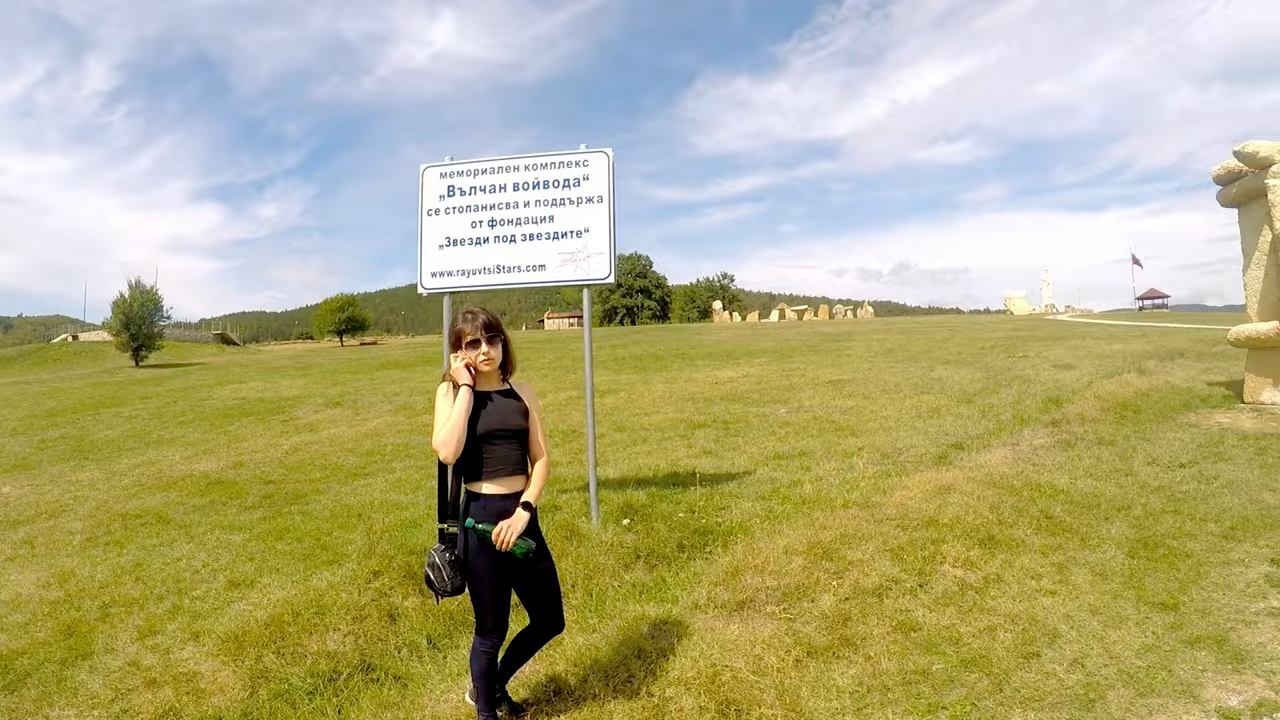 мемориален комплекс
„Вълчан войвода“
се стопанисва и поддържа
от фондация
„Звезди под звездите“
www.rayuvtsiStars.com